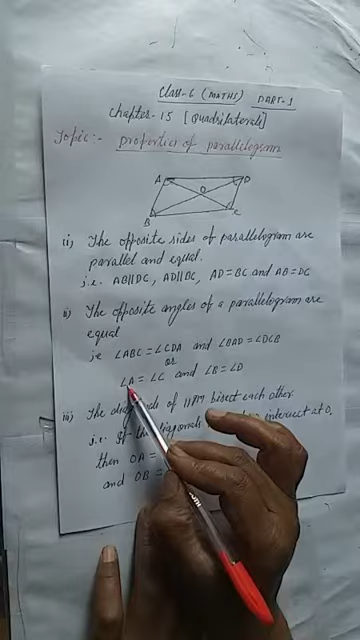 Class-6 (MATHS) PART-1
Chapter-15 [Quadrilaterals]
Topic:- properties of parallelogram
A D
O
B C
ii) The opposite sides of parallelogram are
parallel and equal.
i.e. AB||DC, AD||BC, AD=BC and AB=DC
ii) The opposite angles of a parallelogram are
equal
i.e ∠ABC=∠CDA and ∠BAD=∠DCB
or
∠A=∠C and ∠B=∠D
iii) The diagonals of ||gm bisect each other
i.e. If the diagonals intersect at O,
then OA =
and OB =